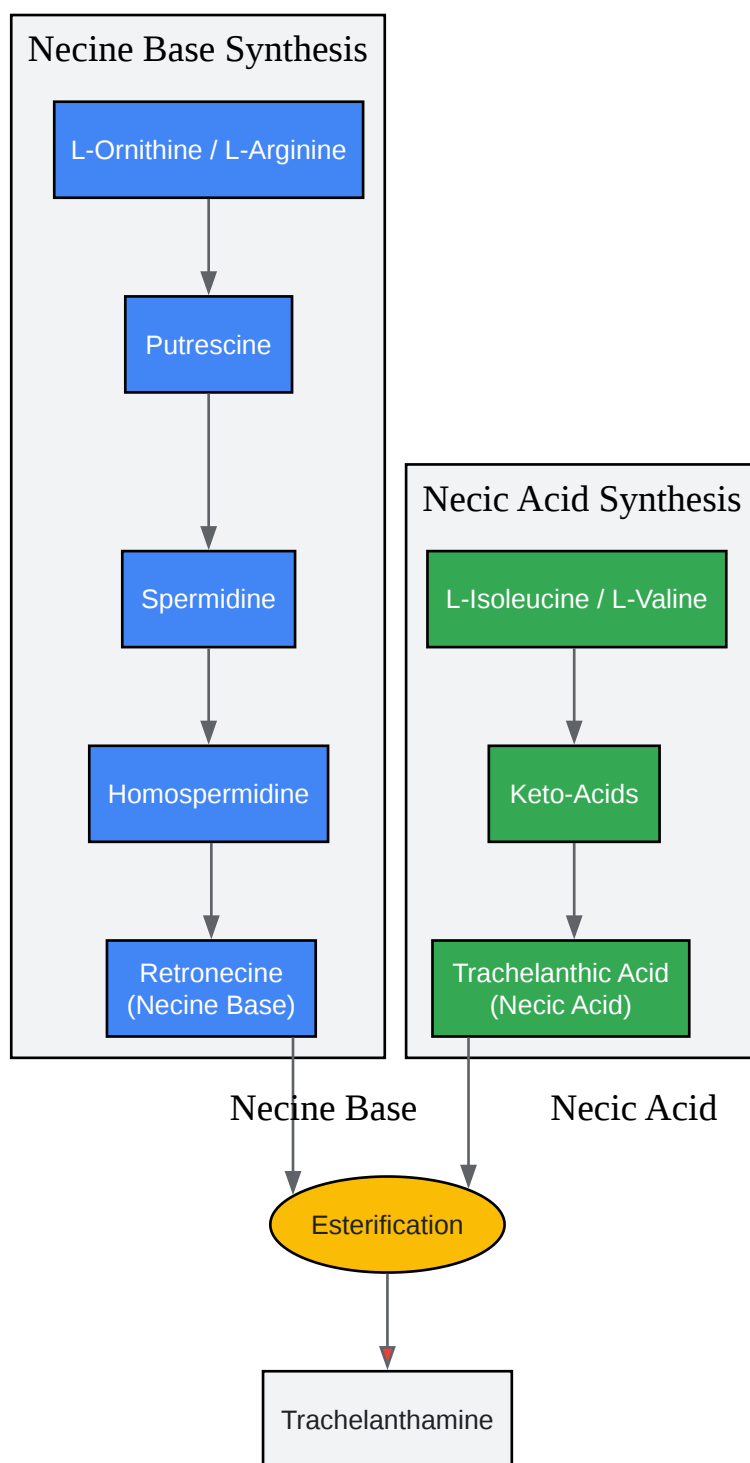 Necine Base Synthesis
L-Ornithine / L-Arginine
Putrescine
Spermidine
Homospermidine
Retronecine
(Necine Base)
Necic Acid Synthesis
L-Isoleucine / L-Valine
Keto-Acids
Trachelanthic Acid
(Necic Acid)
Necine Base
Necic Acid
Esterification
Trachelanthamine